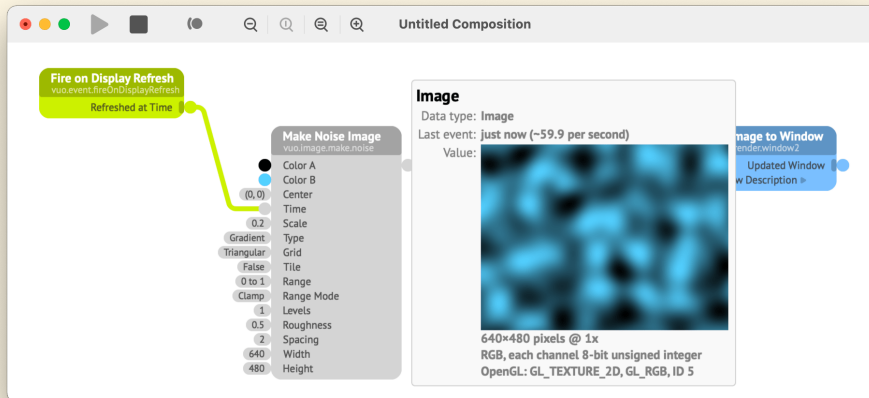 Untitled Composition
Fire on Display Refresh
vuo.event.fireOnDisplayRefresh
Refreshed at Time
Make Noise Image
vuo.image.make.noise
Color A
Color B
(0, 0) Center
Time
0.2 Scale
Gradient Type
Triangular Grid
False Tile
0 to 1 Range
Clamp Range Mode
1 Levels
0.5 Roughness
2 Spacing
640 Width
480 Height
Image
Data type: Image
Last event: just now (~59.9 per second)
Value:
640×480 pixels @ 1x
RGB, each channel 8-bit unsigned integer
OpenGL: GL_TEXTURE_2D, GL_RGB, ID 5
mage to Window
render.window2
Updated Window
w Description